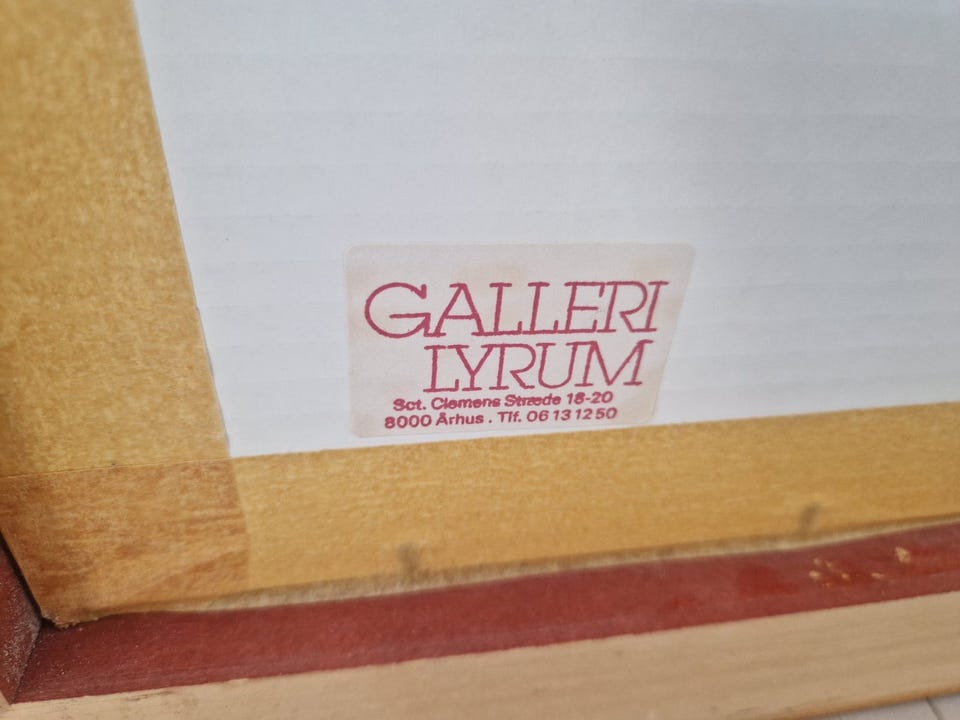 GALLERI
LYRUM
Sct. Clemens Stræde 18-20
8000 Århus . Tlf. 06 13 12 50